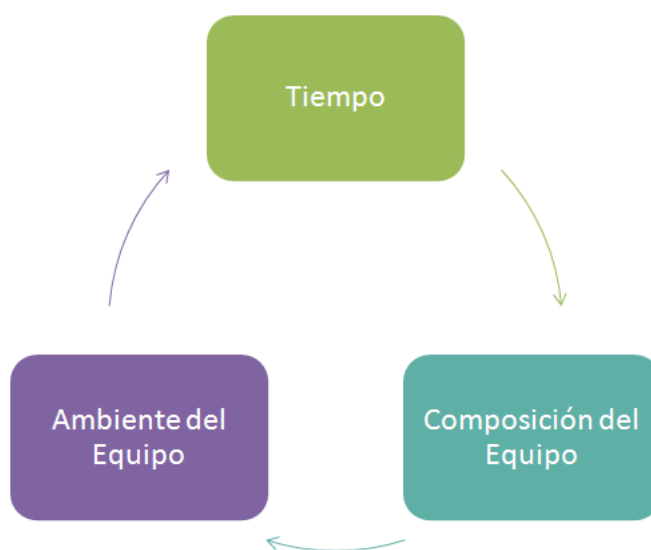 Tiempo
Ambiente del
Equipo
Composición del
Equipo